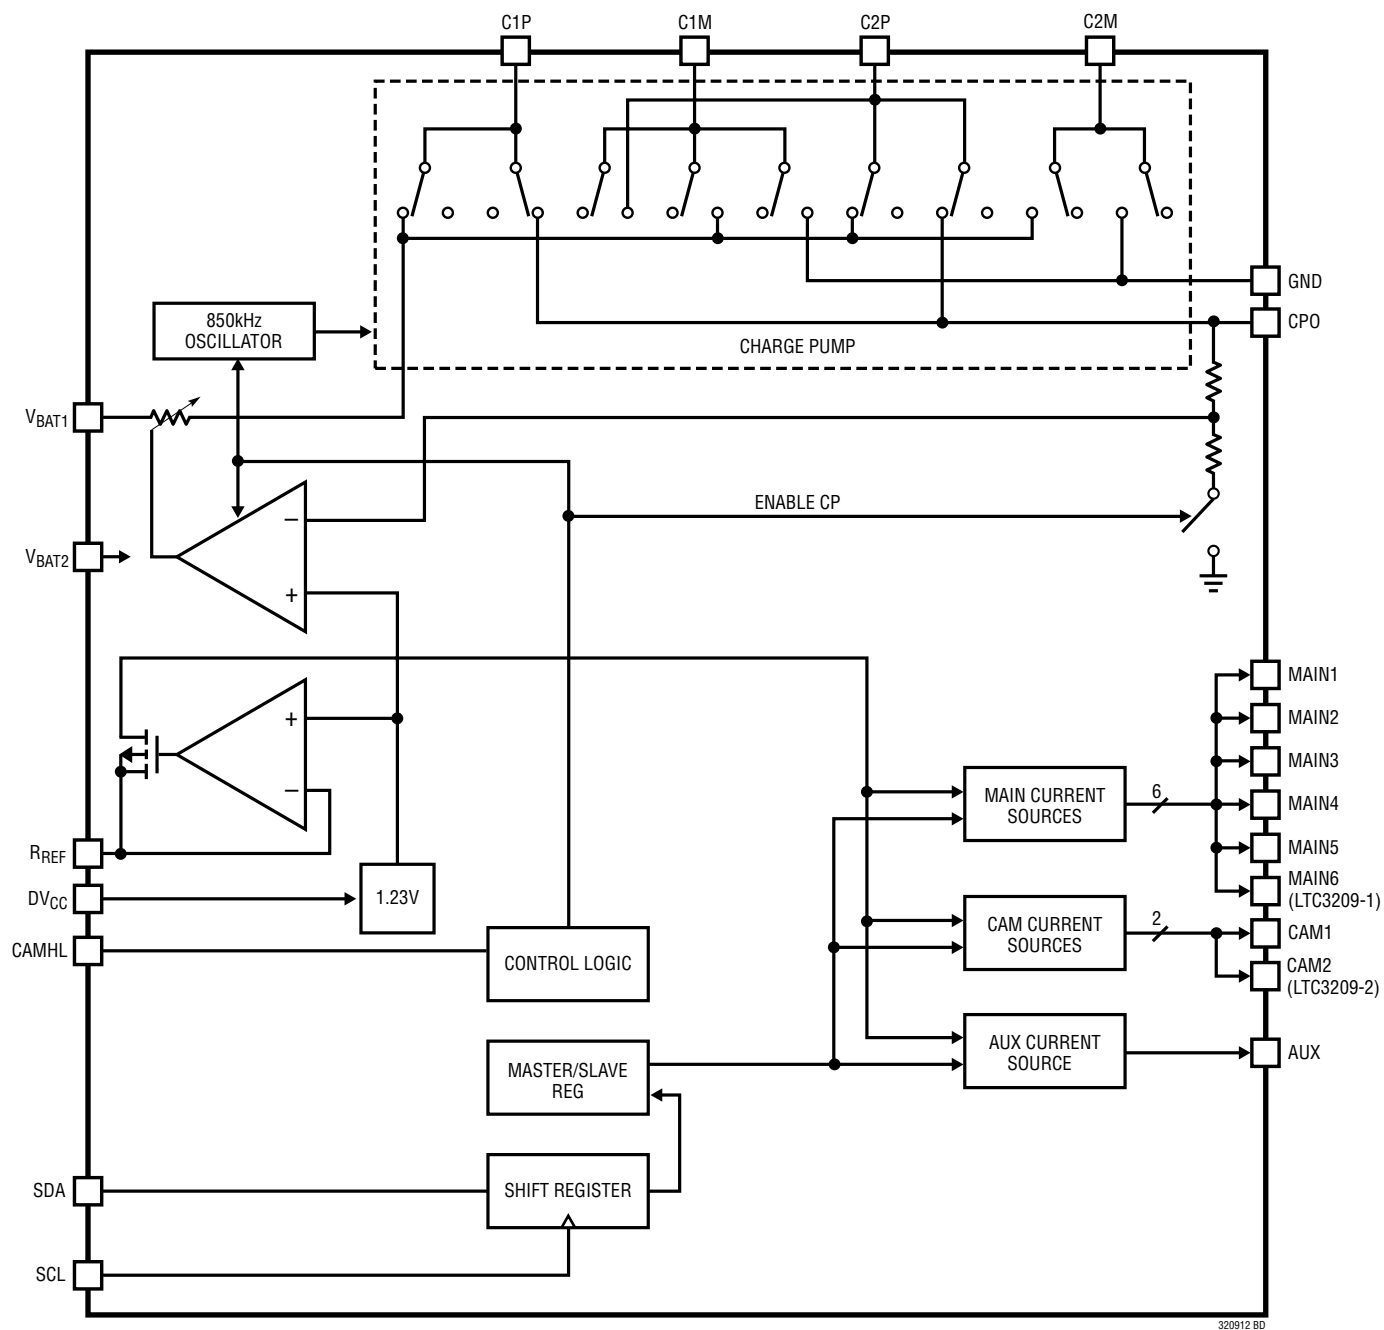 C1P
C1M
C2P
C2M
GND
CPO
850kHz
OSCILLATOR
CHARGE PUMP
VBAT1
ENABLE CP
−
VBAT2
+
MAIN1
+
MAIN2
MAIN3
−
MAIN CURRENT
SOURCES
6
MAIN4
RREF
MAIN5
DVCC
1.23V
MAIN6
(LTC3209-1)
CAMHL
CONTROL LOGIC
CAM CURRENT
SOURCES
2
CAM1
CAM2
(LTC3209-2)
MASTER/SLAVE
REG
AUX CURRENT
SOURCE
AUX
SDA
SHIFT REGISTER
SCL
320912 BD